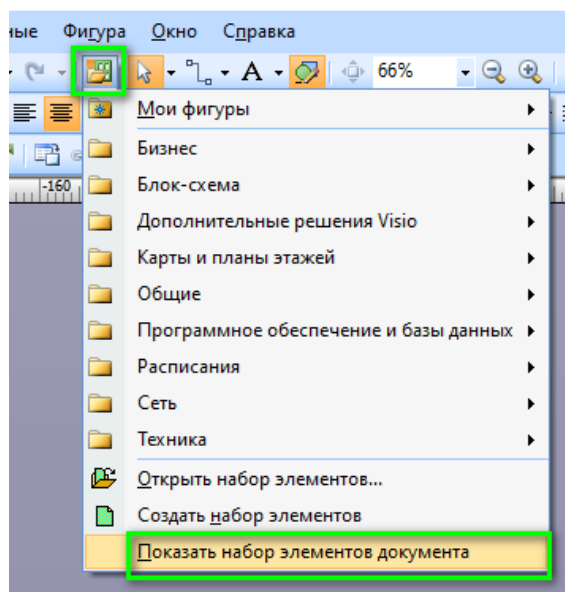 Фигура Окно Справка
A 66%
Мои фигуры
-160
Бизнес
Блок-схема
Дополнительные решения Visio
Карты и планы этажей
Общие
Программное обеспечение и базы данных
Расписания
Сеть
Техника
Открыть набор элементов...
Создать набор элементов
Показать набор элементов документа